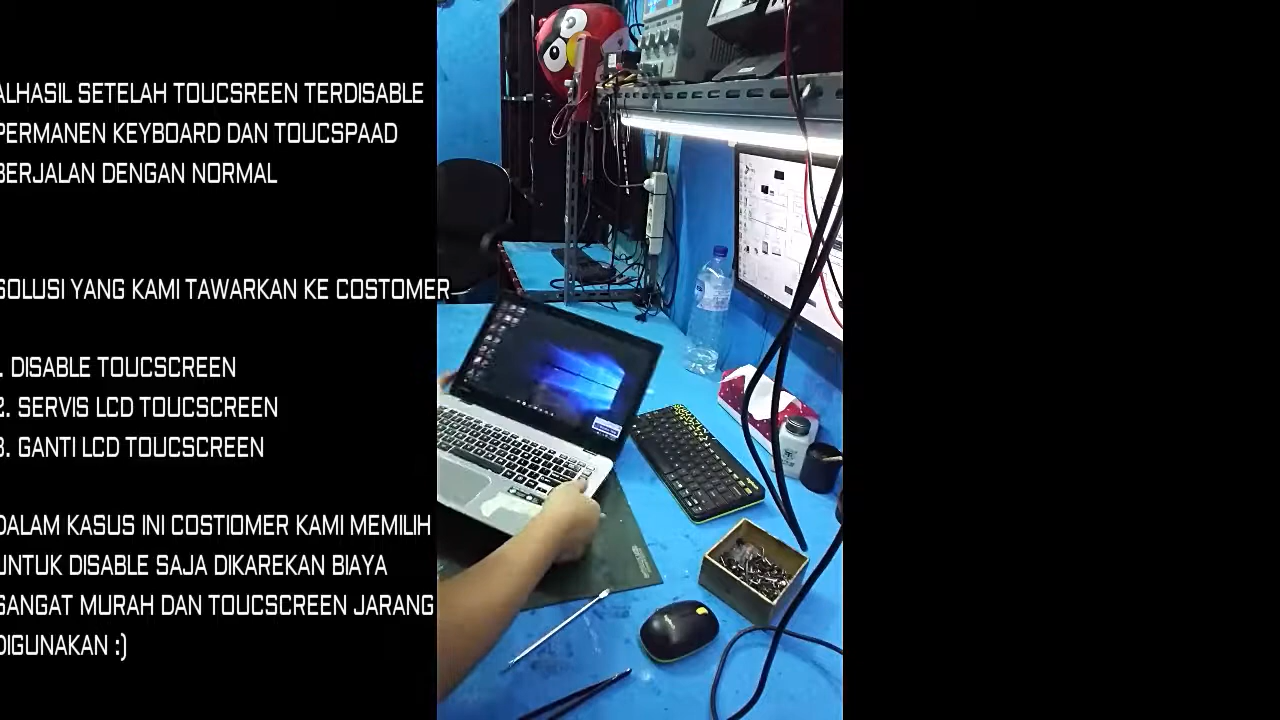 ALHASIL SETELAH TOUCSREEN TERDISABLE
PERMANEN KEYBOARD DAN TOUCSPAAD
BERJALAN DENGAN NORMAL
SOLUSI YANG KAMI TAWARKAN KE COSTOMER
. DISABLE TOUCSCREEN
2. SERVIS LCD TOUCSCREEN
3. GANTI LCD TOUCSCREEN
DALAM KASUS INI COSTIOMER KAMI MEMILIH
UNTUK DISABLE SAJA DIKAREKAN BIAYA
SANGAT MURAH DAN TOUCSCREEN JARANG
DIGUNAKAN :)